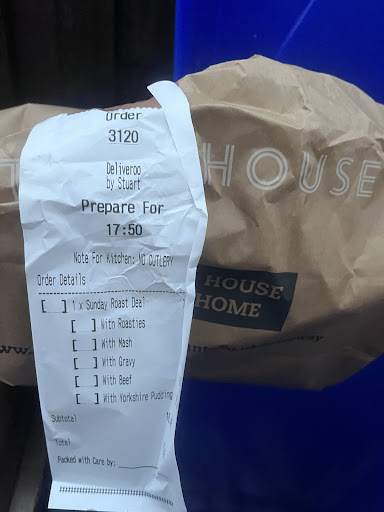 Order
3120
Deliveroo
by Stuart
Prepare For
17:50
Note For Kitchen: NO CUTLERY
Order Details
[ ] 1 x Sunday Roast Deal
[ ] With Roasties
[ ] With Mash
[ ] With Gravy
[ ] With Beef
[ ] With Yorkshire Pudding
Subtotal
Total
Packed with Care by:
HOUSE
HOUSE
HOME
www.